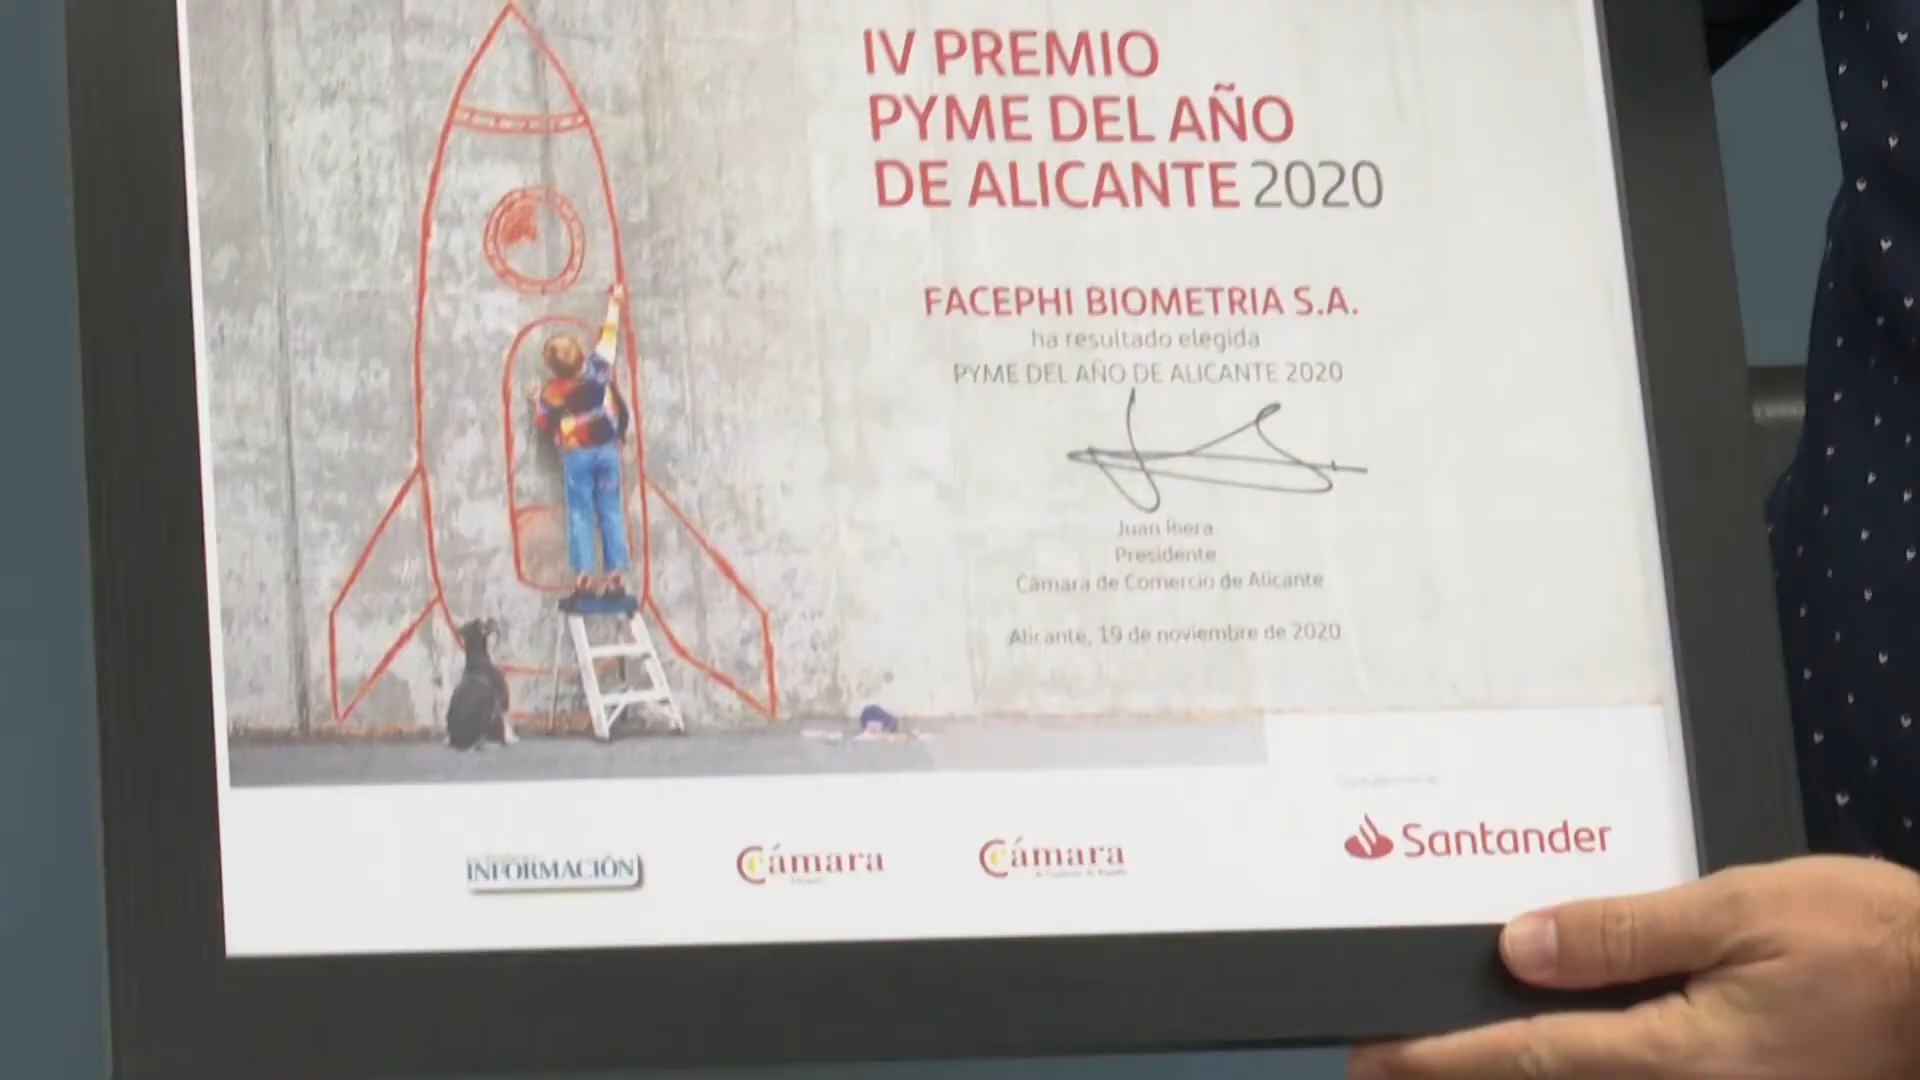 IV PREMIO
PYME DEL AÑO
DE ALICANTE 2020
FACEPHI BIOMETRIA S.A.
ha resultado elegida
PYME DEL AÑO DE ALICANTE 2020
Juan Riera
Presidente
Cámara de Comercio de Alicante
Alicante, 19 de noviembre de 2020
INFORMACIÓN
Cámara
Cámara
Santander